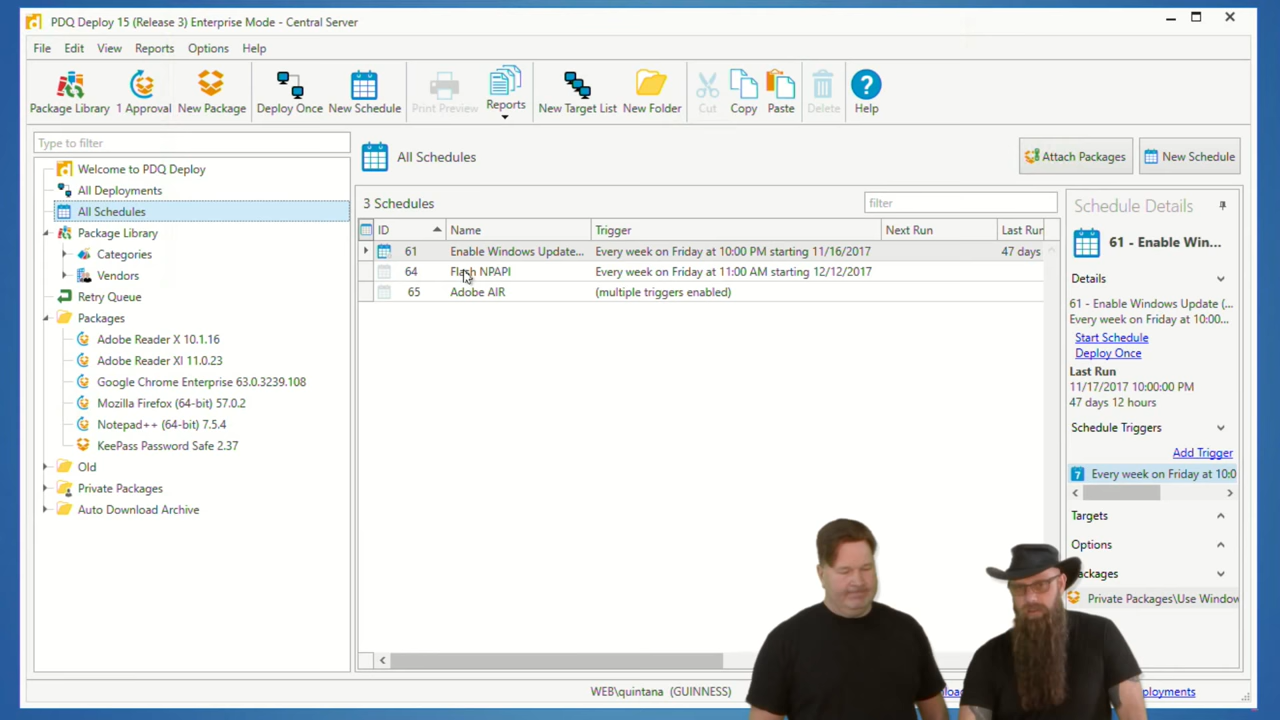 PDQ Deploy 15 (Release 3) Enterprise Mode - Central Server
File Edit View Reports Options Help
Package Library 1 Approval New Package Deploy Once New Schedule Print Preview Reports New Target List New Folder Cut Copy Paste Delete Help
Type to filter
Welcome to PDQ Deploy
All Deployments
All Schedules
Package Library
Categories
Vendors
Retry Queue
Packages
Adobe Reader X 10.1.16
Adobe Reader XI 11.0.23
Google Chrome Enterprise 63.0.3239.108
Mozilla Firefox (64-bit) 57.0.2
Notepad++ (64-bit) 7.5.4
KeePass Password Safe 2.37
Old
Private Packages
Auto Download Archive
All Schedules
Attach Packages New Schedule
3 Schedules
filter
ID Name Trigger Next Run Last Run
61 Enable Windows Update... Every week on Friday at 10:00 PM starting 11/16/2017 47 days
64 Flash NPAPI Every week on Friday at 11:00 AM starting 12/12/2017
65 Adobe AIR (multiple triggers enabled)
Schedule Details
61 - Enable Win...
Details
61 - Enable Windows Update (...
Every week on Friday at 10:00...
Start Schedule
Deploy Once
Last Run
11/17/2017 10:00:00 PM
47 days 12 hours
Schedule Triggers
Add Trigger
7 Every week on Friday at 10:0
Targets
Options
ackages
Private Packages\Use Window
WEB\quintana (GUINNESS)